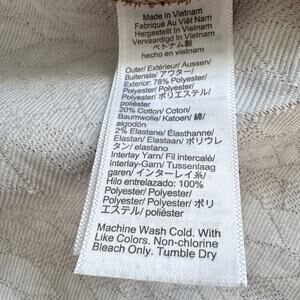 Made In Vietnam
Fabriqué Au Viêt Nam
Hergestellt In Vietnam
Vervaardigd In Vietnam
ベトナム製
hecho en vietnam
Outer/ Exterieur/ Aussen/
Buitenste/ アウター/
Exterior: 78% Polyester/
Polyester/ Polyester/
Polyester/ ポリエステル/
poliéster
20% Cotton/ Coton/
Baumwolle/ Katoen/ 綿/
algodón
2% Elastane/ Élasthanne/
Elastan/ Elastaan/ ポリウレ
タン/ elastano
Interlay Yarn/ Fil intercalé/
Interlay-Garn/ Tussenlaag
garen/ インターレイ糸/
Hilo entrelazado: 100%
Polyester/ Polyester/
Polyester/ Polyester/ ポリ
エステル/ poliéster
Machine Wash Cold. With
Like Colors. Non-chlorine
Bleach Only. Tumble Dry